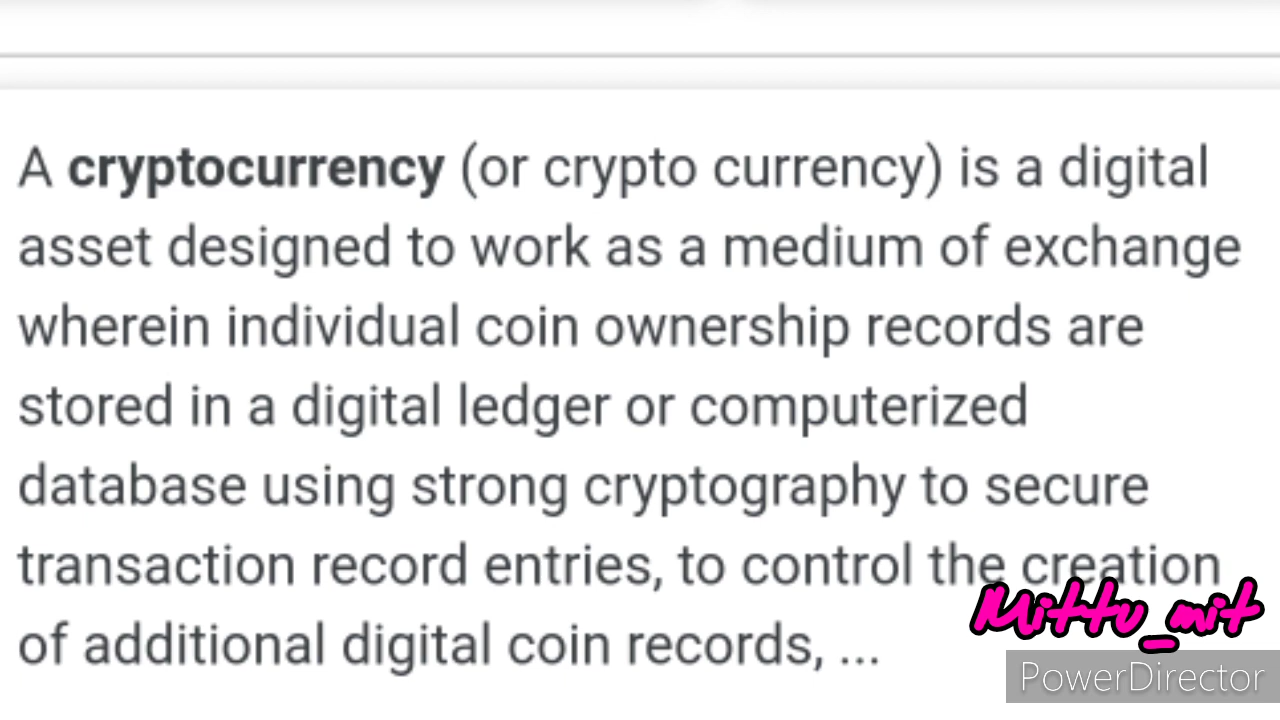 A cryptocurrency (or crypto currency) is a digital
asset designed to work as a medium of exchange
wherein individual coin ownership records are
stored in a digital ledger or computerized
database using strong cryptography to secure
transaction record entries, to control the creation
of additional digital coin records, ...
Mittu_mit
PowerDirector